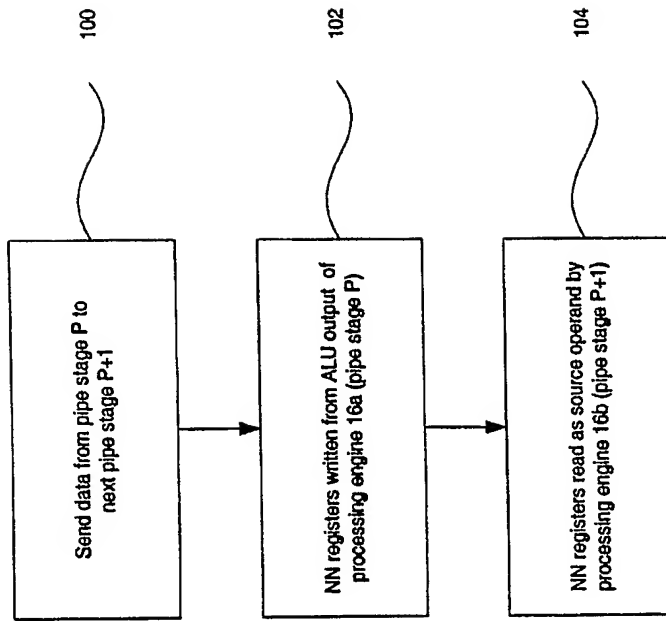 100
Send data from pipe stage P to
next pipe stage P+1
102
NN registers written from ALU output of
processing engine 16a (pipe stage P)
104
NN registers read as source operand by
processing engine 16b (pipe stage P+1)